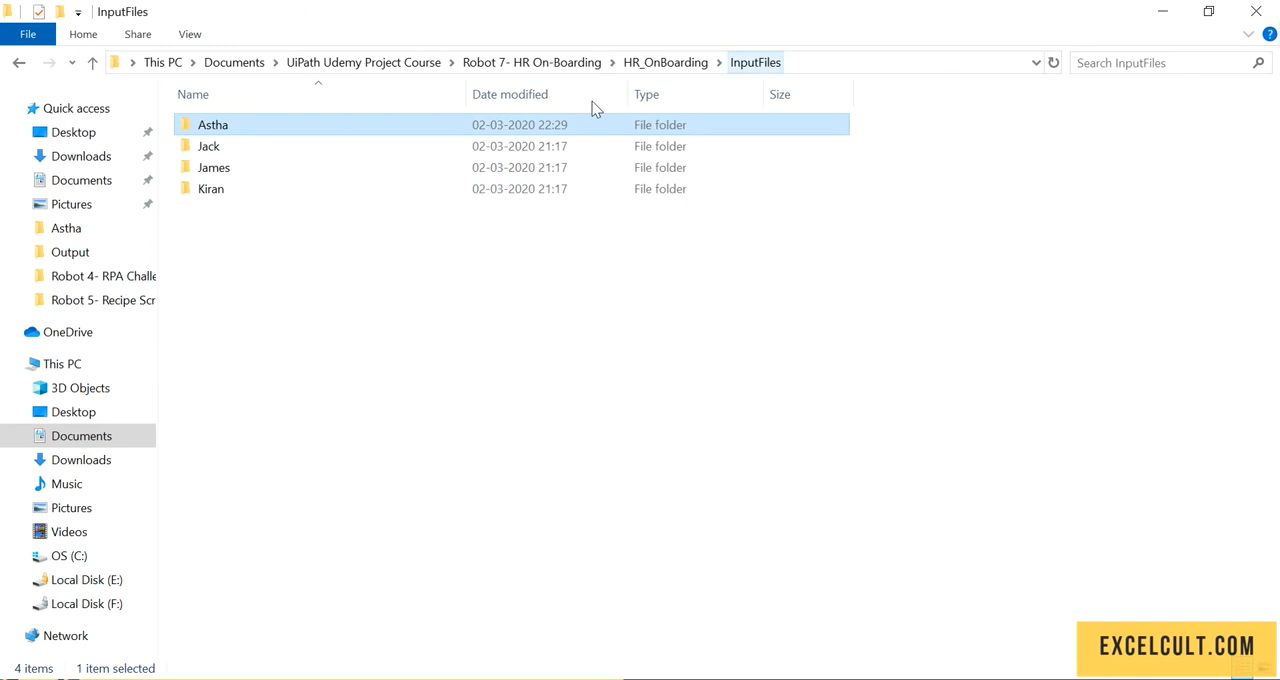 InputFiles
File Home Share View
This PC Documents UiPath Udemy Project Course Robot 7- HR On-Boarding HR_OnBoarding InputFiles
Search InputFiles
Name Date modified Type Size
Astha 02-03-2020 22:29 File folder
Jack 02-03-2020 21:17 File folder
James 02-03-2020 21:17 File folder
Kiran 02-03-2020 21:17 File folder
Quick access
Desktop
Downloads
Documents
Pictures
Astha
Output
Robot 4- RPA Challe
Robot 5- Recipe Scr
OneDrive
This PC
3D Objects
Desktop
Documents
Downloads
Music
Pictures
Videos
OS (C:)
Local Disk (E:)
Local Disk (F:)
Network
4 items 1 item selected
EXCELCULT.COM